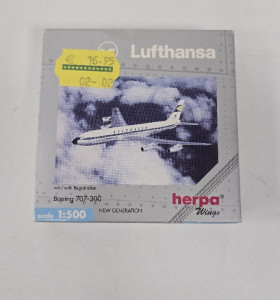 Lufthansa
€ 16.95
02-02
mit/with Registration
Boeing 707-300
NEW GENERATION
scale 1:500
herpa
Wings